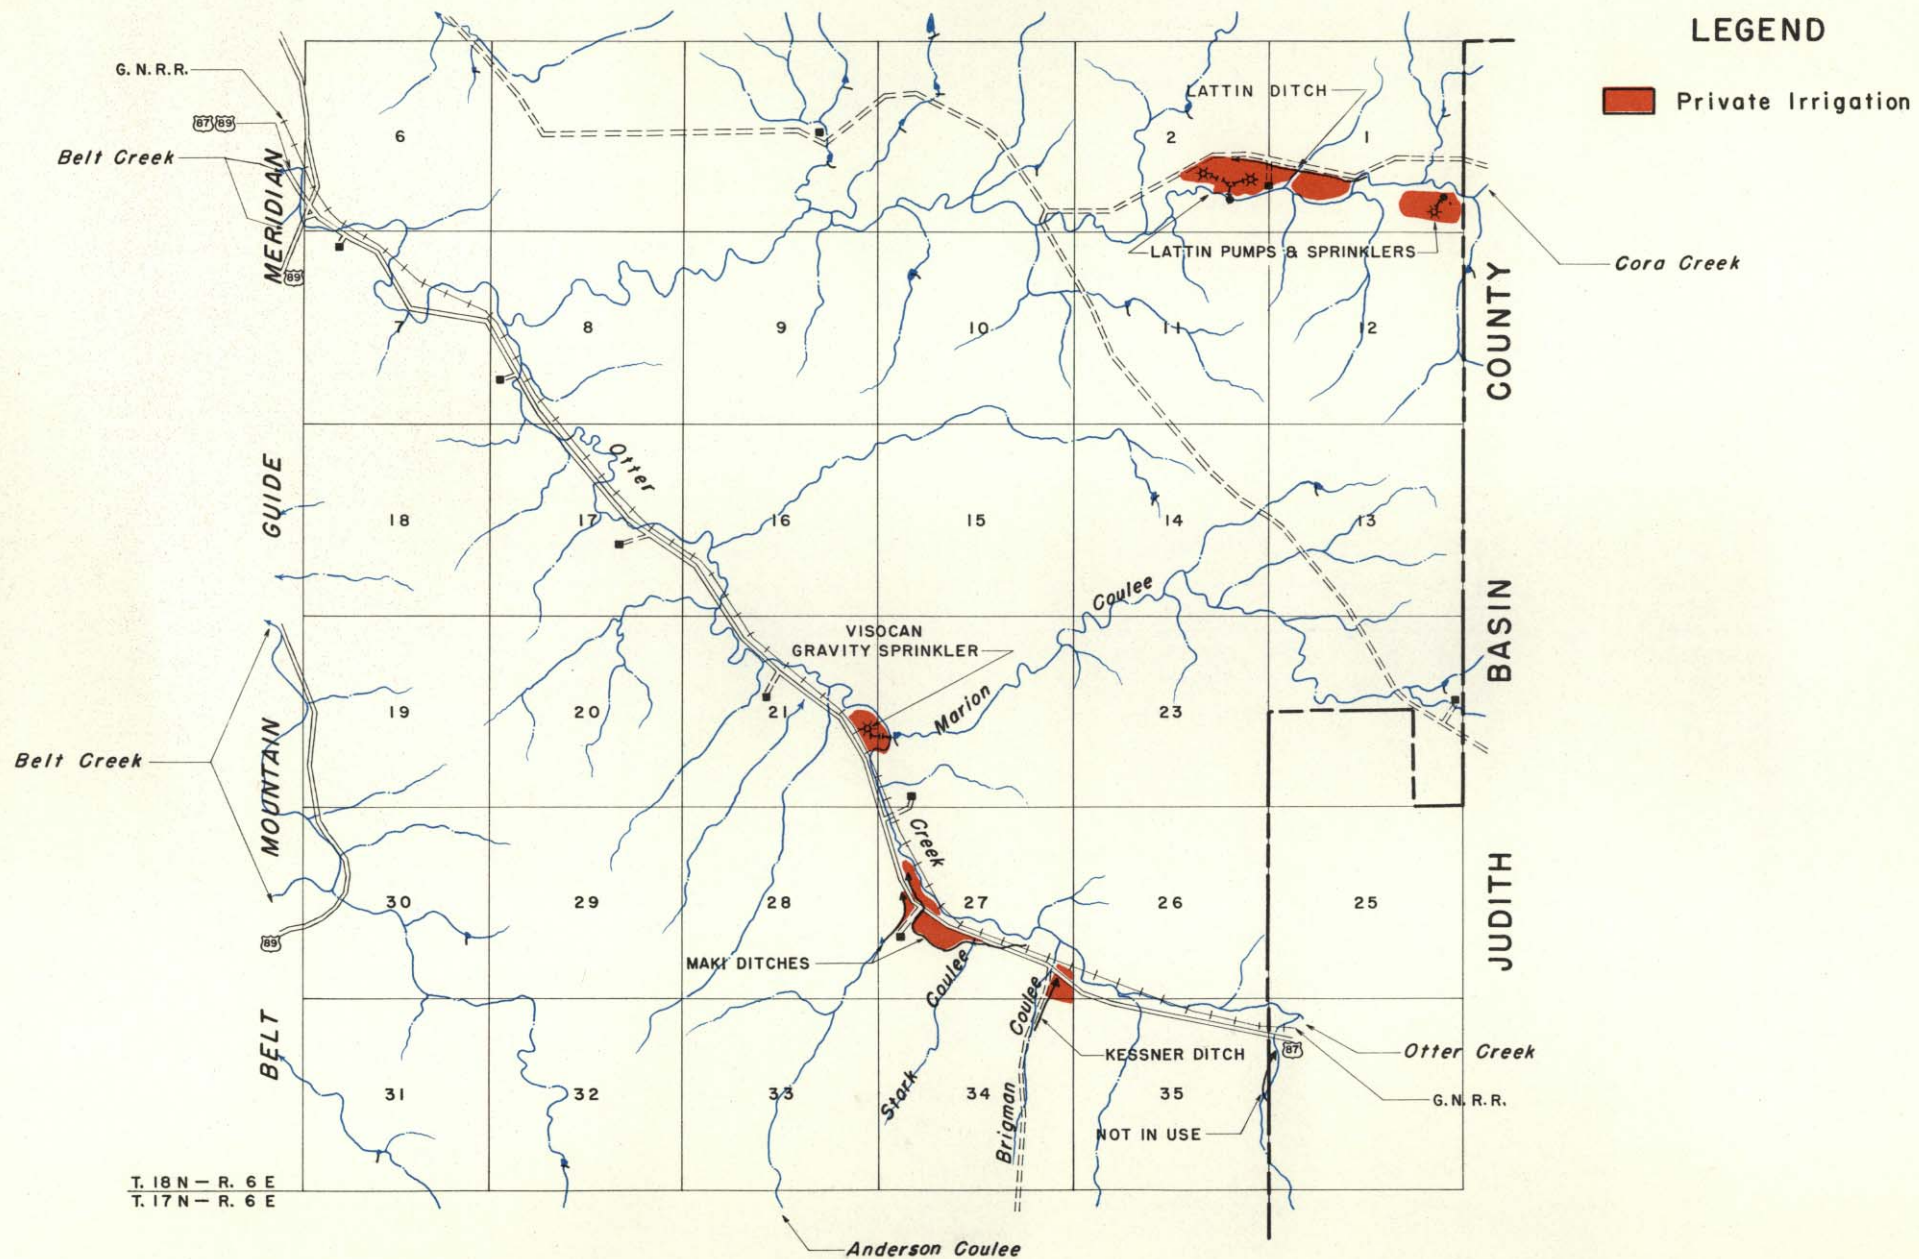 LEGEND
Private Irrigation
G. N. R. R.
87 89
Belt Creek
89
LATTIN DITCH
LATTIN PUMPS & SPRINKLERS
Cora Creek
6
2
1
7
8
9
10
11
12
18
17
16
15
14
13
19
20
21
23
30
29
28
27
26
25
31
32
33
34
35
Otter
Creek
VISOCAN
GRAVITY SPRINKLER
Marion
Coulee
Belt Creek
89
MAKI DITCHES
Stark
Coulee
Brigman
Coulee
KESSNER DITCH
NOT IN USE
87
Otter Creek
G. N. R. R.
Anderson Coulee
BELT MOUNTAIN GUIDE MERIDIAN
JUDITH BASIN COUNTY
T. 18 N — R. 6 E
T. 17 N — R. 6 E